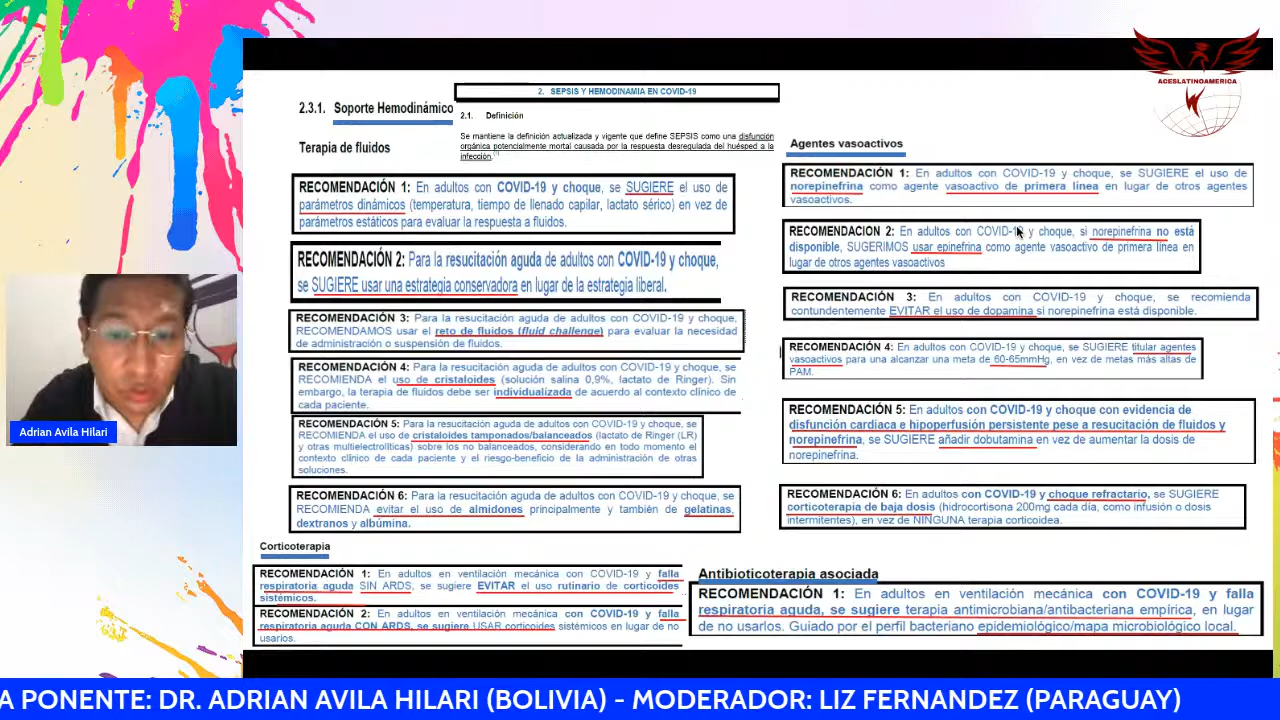 ACESLATINOAMERICA
2. SEPSIS Y HEMODINAMIA EN COVID-19
2.3.1. Soporte Hemodinámico
2.1. Definición
Se mantiene la definición actualizada y vigente que define SEPSIS como una disfunción
orgánica potencialmente mortal causada por la respuesta desregulada del huésped a la
infección.
Terapia de fluidos
RECOMENDACIÓN 1: En adultos con COVID-19 y choque, se SUGIERE el uso de
parámetros dinámicos (temperatura, tiempo de llenado capilar, lactato sérico) en vez de
parámetros estáticos para evaluar la respuesta a fluidos.
RECOMENDACIÓN 2: Para la resucitación aguda de adultos con COVID-19 y choque,
se SUGIERE usar una estrategia conservadora en lugar de la estrategia liberal.
RECOMENDACIÓN 3: Para la resucitación aguda de adultos con COVID-19 y choque,
RECOMENDAMOS usar el reto de fluidos (fluid challenge) para evaluar la necesidad
de administración o suspensión de fluidos.
RECOMENDACIÓN 4: Para la resucitación aguda de adultos con COVID-19 y choque, se
RECOMIENDA el uso de cristaloides (solución salina 0,9%, lactato de Ringer). Sin
embargo, la terapia de fluidos debe ser individualizada de acuerdo al contexto clínico de
cada paciente.
RECOMENDACIÓN 5: Para la resucitación aguda de adultos con COVID-19 y choque, se
RECOMIENDA el uso de cristaloides tamponados/balanceados (lactato de Ringer (LR)
y otras multielectrolíticas) sobre los no balanceados, considerando en todo momento el
contexto clínico de cada paciente y el riesgo-beneficio de la administración de otras
soluciones.
RECOMENDACIÓN 6: Para la resucitación aguda de adultos con COVID-19 y choque, se
RECOMIENDA evitar el uso de almidones principalmente y también de gelatinas,
dextranos y albúmina.
Corticoterapia
RECOMENDACIÓN 1: En adultos en ventilación mecánica con COVID-19 y falla
respiratoria aguda SIN ARDS, se sugiere EVITAR el uso rutinario de corticoides
sistémicos.
RECOMENDACIÓN 2: En adultos en ventilación mecánica con COVID-19 y falla
respiratoria aguda CON ARDS, se sugiere USAR corticoides sistémicos en lugar de no
usarlos.
Agentes vasoactivos
RECOMENDACIÓN 1: En adultos con COVID-19 y choque, se SUGIERE el uso de
norepinefrina como agente vasoactivo de primera línea en lugar de otros agentes
vasoactivos.
RECOMENDACION 2: En adultos con COVID-19 y choque, si norepinefrina no está
disponible, SUGERIMOS usar epinefrina como agente vasoactivo de primera línea en
lugar de otros agentes vasoactivos
RECOMENDACIÓN 3: En adultos con COVID-19 y choque, se recomienda
contundentemente EVITAR el uso de dopamina si norepinefrina está disponible.
RECOMENDACIÓN 4: En adultos con COVID-19 y choque, se SUGIERE titular agentes
vasoactivos para una alcanzar una meta de 60-65mmHg, en vez de metas más altas de
PAM.
RECOMENDACIÓN 5: En adultos con COVID-19 y choque con evidencia de
disfunción cardiaca e hipoperfusión persistente pese a resucitación de fluidos y
norepinefrina, se SUGIERE añadir dobutamina en vez de aumentar la dosis de
norepinefrina.
RECOMENDACIÓN 6: En adultos con COVID-19 y choque refractario, se SUGIERE
corticoterapia de baja dosis (hidrocortisona 200mg cada día, como infusión o dosis
intermitentes), en vez de NINGUNA terapia corticoidea.
Antibioticoterapia asociada
RECOMENDACIÓN 1: En adultos en ventilación mecánica con COVID-19 y falla
respiratoria aguda, se sugiere terapia antimicrobiana/antibacteriana empírica, en lugar
de no usarlos. Guiado por el perfil bacteriano epidemiológico/mapa microbiológico local.
Adrian Avila Hilari
A PONENTE: DR. ADRIAN AVILA HILARI (BOLIVIA) - MODERADOR: LIZ FERNANDEZ (PARAGUAY)